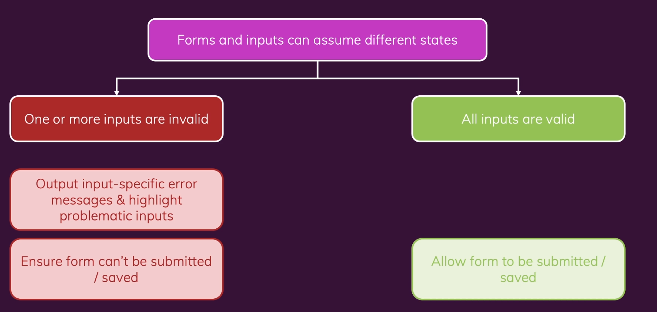 Forms and inputs can assume different states
One or more inputs are invalid
All inputs are valid
Output input-specific error
messages & highlight
problematic inputs
Ensure form can't be submitted
/ saved
Allow form to be submitted /
saved